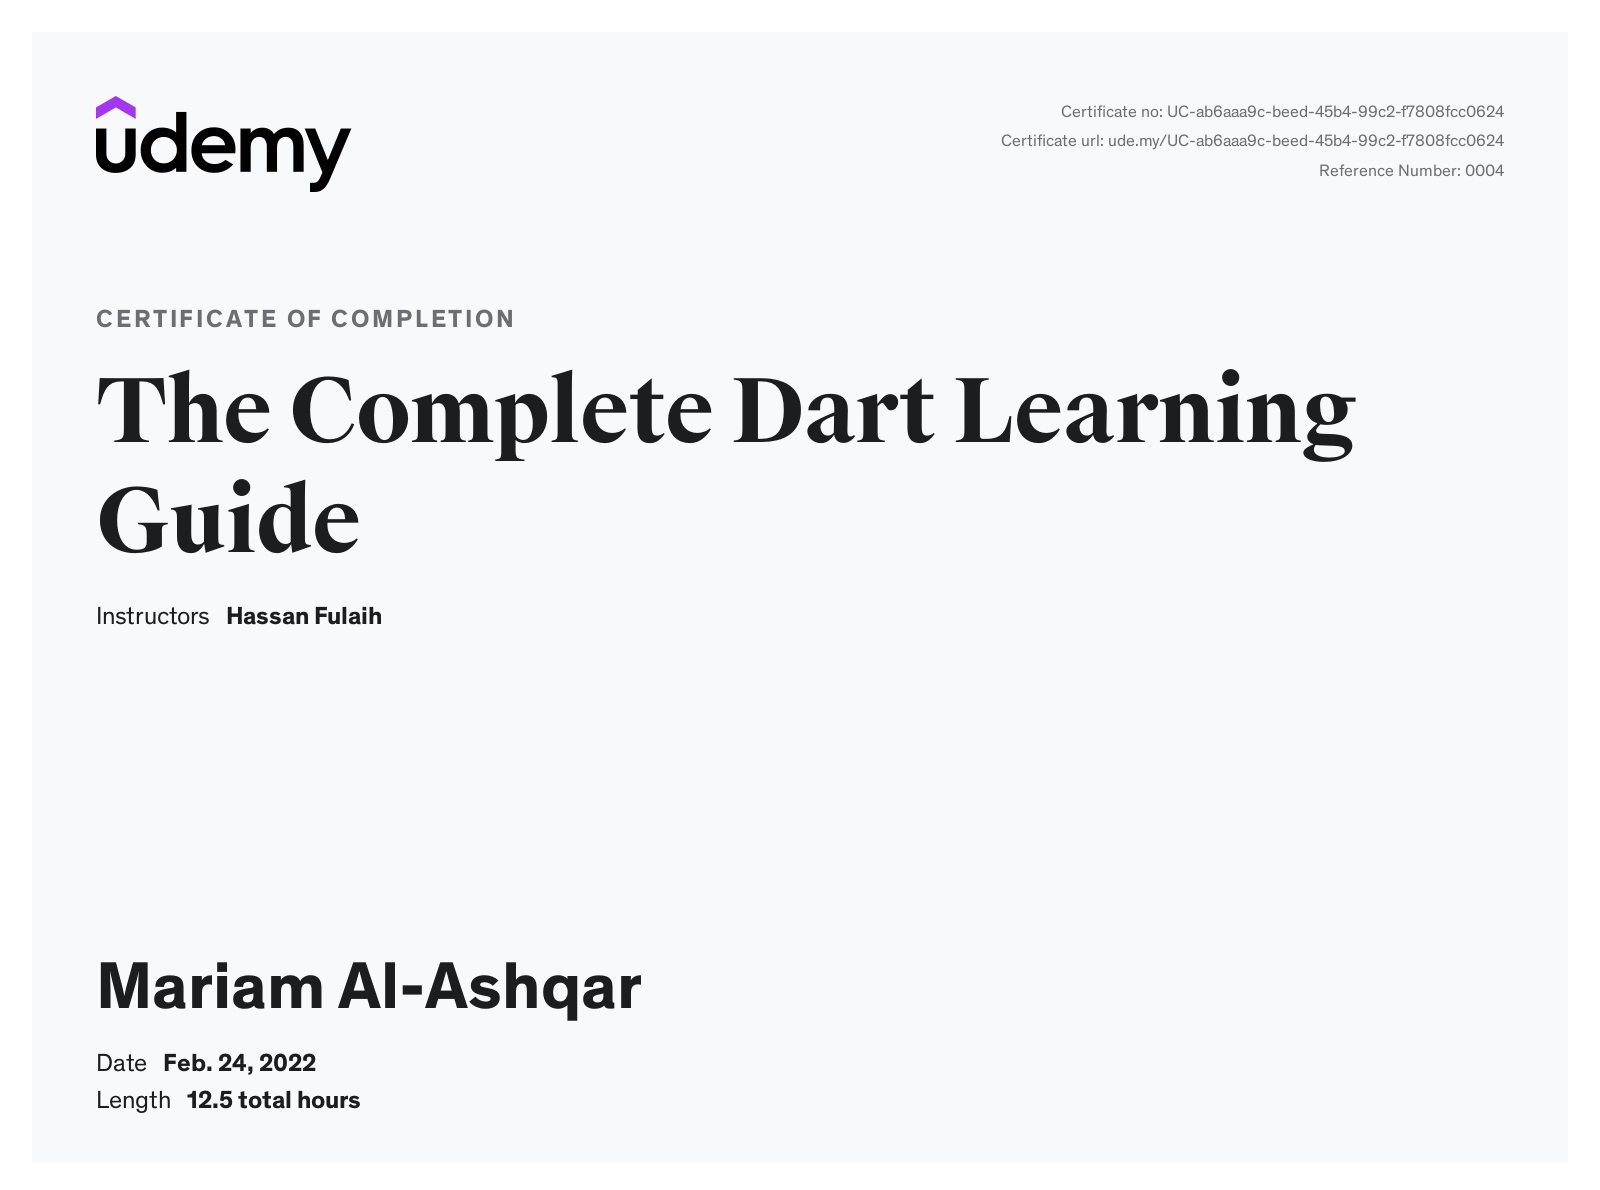 udemy
Certificate no: UC-ab6aaa9c-beed-45b4-99c2-f7808fcc0624
Certificate url: ude.my/UC-ab6aaa9c-beed-45b4-99c2-f7808fcc0624
Reference Number: 0004
CERTIFICATE OF COMPLETION
The Complete Dart Learning
Guide
Instructors Hassan Fulaih
Mariam Al-Ashqar
Date Feb. 24, 2022
Length 12.5 total hours